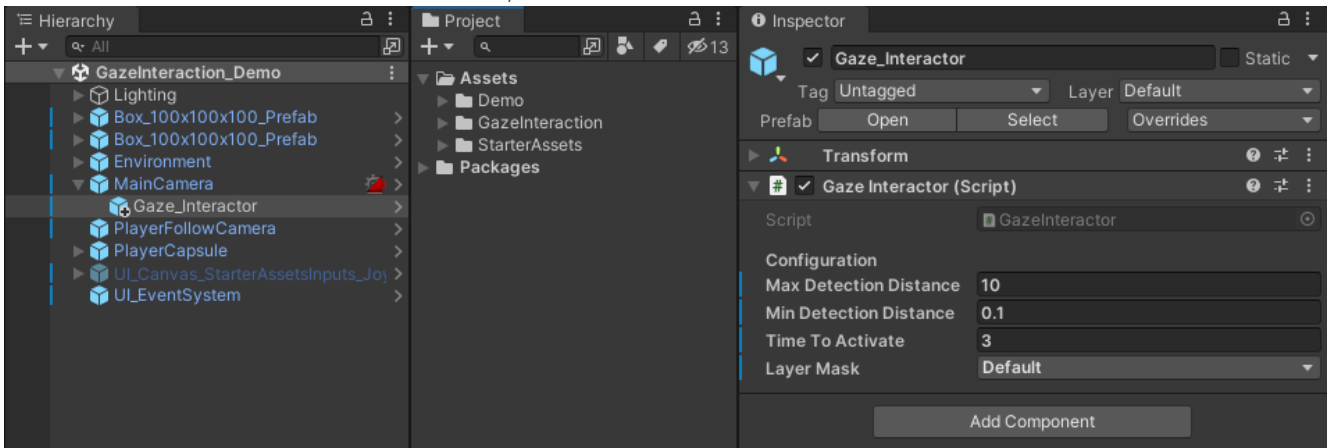 Hierarchy
All
GazeInteraction_Demo
Lighting
Box_100x100x100_Prefab
Box_100x100x100_Prefab
Environment
MainCamera
Gaze_Interactor
PlayerFollowCamera
PlayerCapsule
UI_Canvas_StarterAssetsInputs_Joy
UI_EventSystem
Project
13
Assets
Demo
GazeInteraction
StarterAssets
Packages
Inspector
Gaze_Interactor Static
Tag Untagged Layer Default
Prefab Open Select Overrides
Transform
# Gaze Interactor (Script)
Script # GazeInteractor
Configuration
Max Detection Distance 10
Min Detection Distance 0.1
Time To Activate 3
Layer Mask Default
Add Component